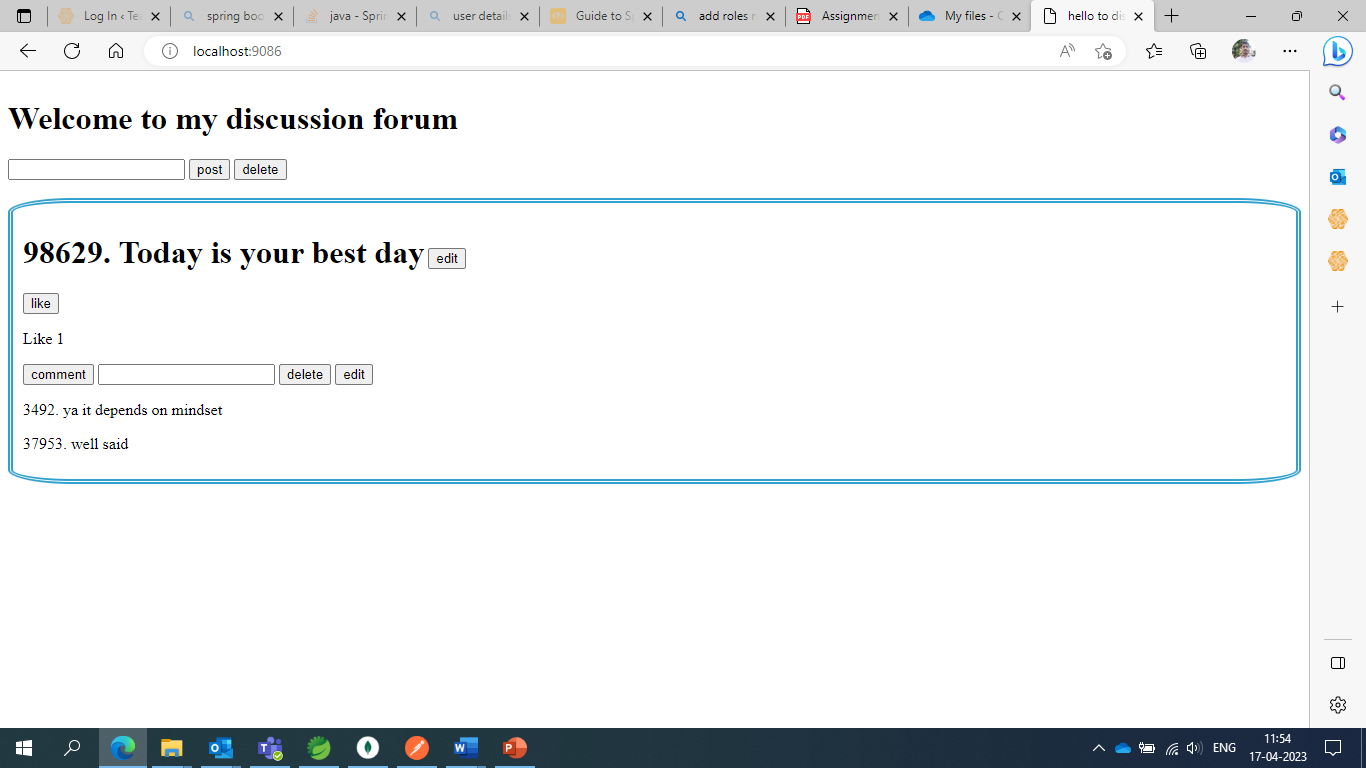 Log In ‹ Tea
spring boo
java - Sprin
user details
Guide to Sp
add roles n
Assignmen
My files - O
hello to dis
localhost:9086
Welcome to my discussion forum
post delete
98629. Today is your best day edit
like
Like 1
comment delete edit
3492. ya it depends on mindset
37953. well said
ENG
11:54
17-04-2023